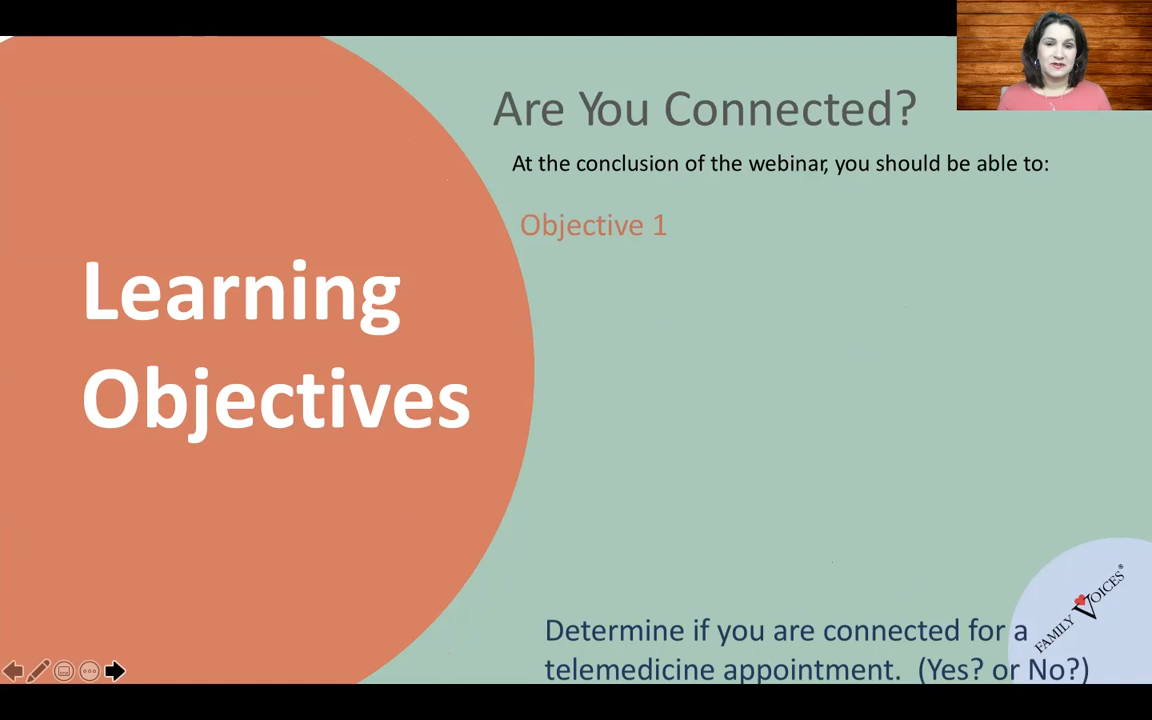 Are You Connected?
At the conclusion of the webinar, you should be able to:
Objective 1
Learning
Objectives
Determine if you are connected for a
telemedicine appointment. (Yes? or No?)
FAMILY VOICES®